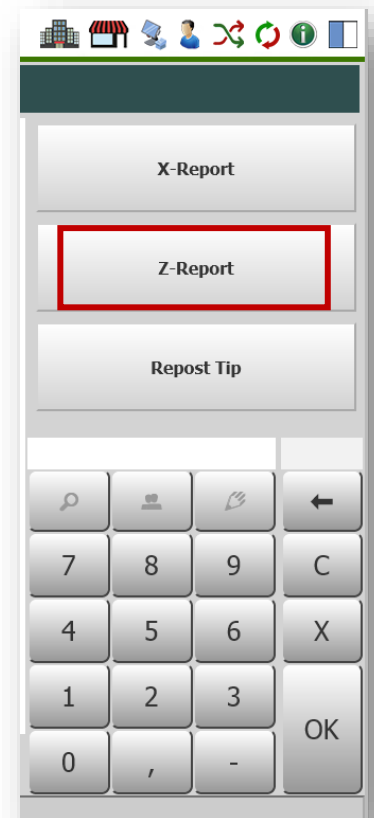 X-Report
Z-Report
Repost Tip
7 8 9 C
4 5 6 X
1 2 3
OK
0 , -